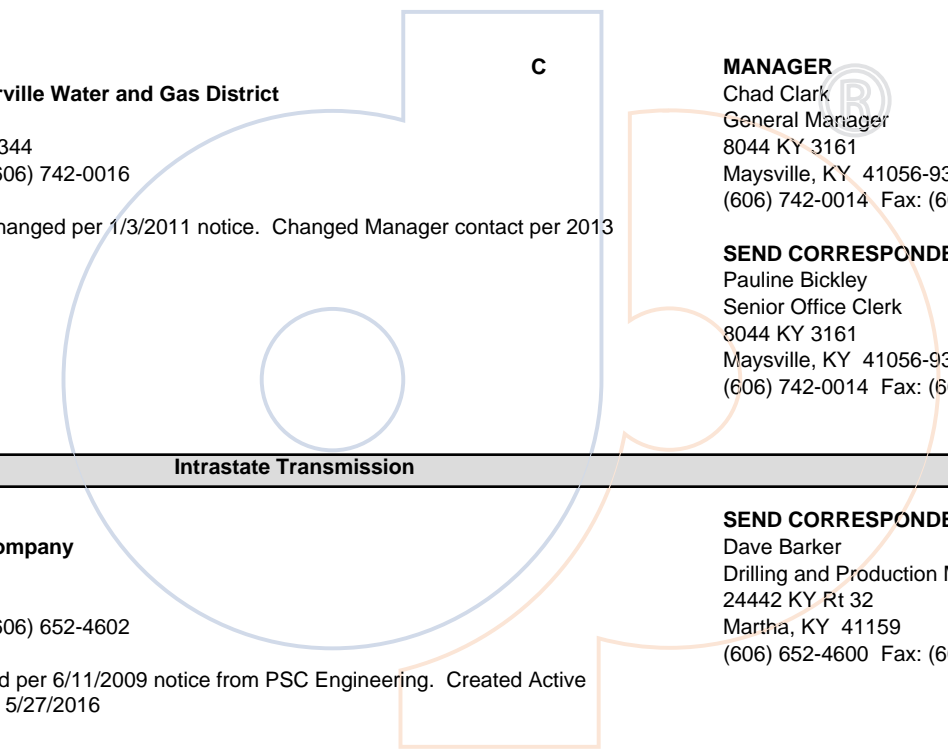 C
rville Water and Gas District
344
606) 742-0016
hanged per 1/3/2011 notice. Changed Manager contact per 2013
MANAGER
Chad Clark
General Manager
8044 KY 3161
Maysville, KY 41056-93
(606) 742-0014 Fax: (6
SEND CORRESPONDE
Pauline Bickley
Senior Office Clerk
8044 KY 3161
Maysville, KY 41056-93
(606) 742-0014 Fax: (6
Intrastate Transmission
ompany
606) 652-4602
d per 6/11/2009 notice from PSC Engineering. Created Active
5/27/2016
SEND CORRESPONDE
Dave Barker
Drilling and Production M
24442 KY Rt 32
Martha, KY 41159
(606) 652-4600 Fax: (6
®